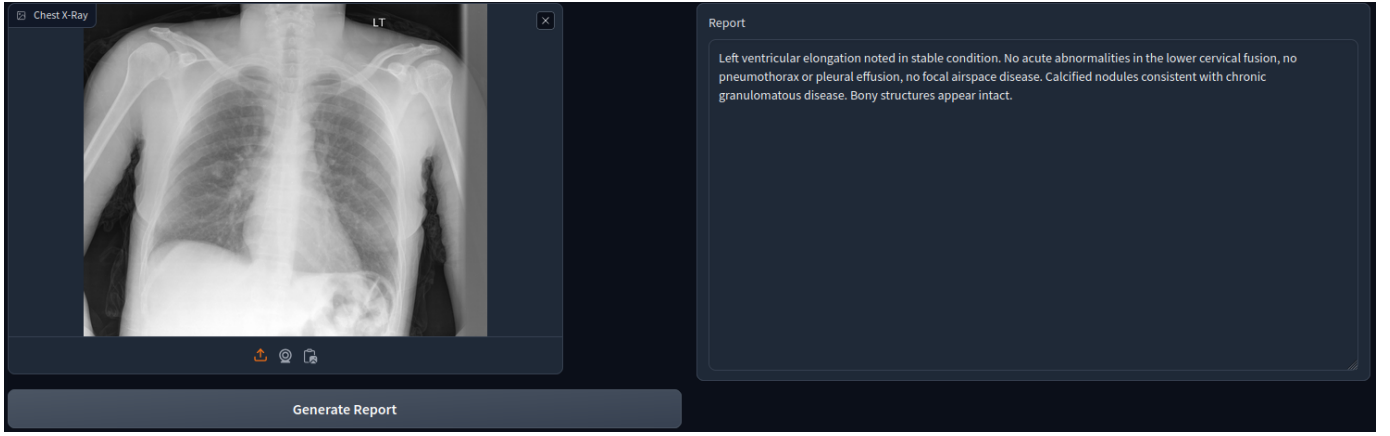 Chest X-Ray
LT
Report
Left ventricular elongation noted in stable condition. No acute abnormalities in the lower cervical fusion, no
pneumothorax or pleural effusion, no focal airspace disease. Calcified nodules consistent with chronic
granulomatous disease. Bony structures appear intact.
Generate Report